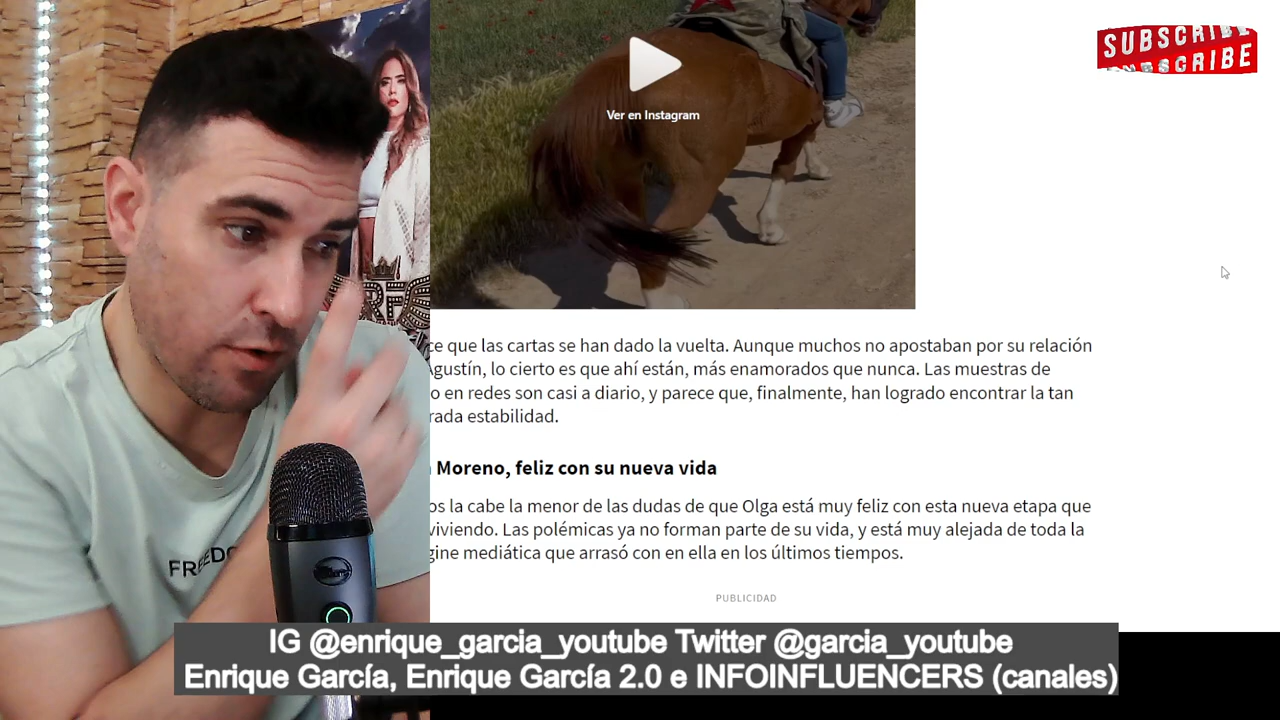 SUBSCRIBE
SUBSCRIBE
Ver en Instagram
ce que las cartas se han dado la vuelta. Aunque muchos no apostaban por su relación
Agustín, lo cierto es que ahí están, más enamorados que nunca. Las muestras de
o en redes son casi a diario, y parece que, finalmente, han logrado encontrar la tan
rada estabilidad.
Moreno, feliz con su nueva vida
os la cabe la menor de las dudas de que Olga está muy feliz con esta nueva etapa que
viviendo. Las polémicas ya no forman parte de su vida, y está muy alejada de toda la
gine mediática que arrasó con en ella en los últimos tiempos.
PUBLICIDAD
IG @enrique_garcia_youtube Twitter @garcia_youtube
Enrique García, Enrique García 2.0 e INFOINFLUENCERS (canales)